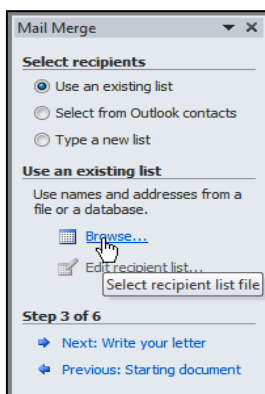 Mail Merge
Select recipients
Use an existing list
Select from Outlook contacts
Type a new list
Use an existing list
Use names and addresses from a
file or a database.
Browse...
Edit recipient list...
Select recipient list file
Step 3 of 6
Next: Write your letter
Previous: Starting document